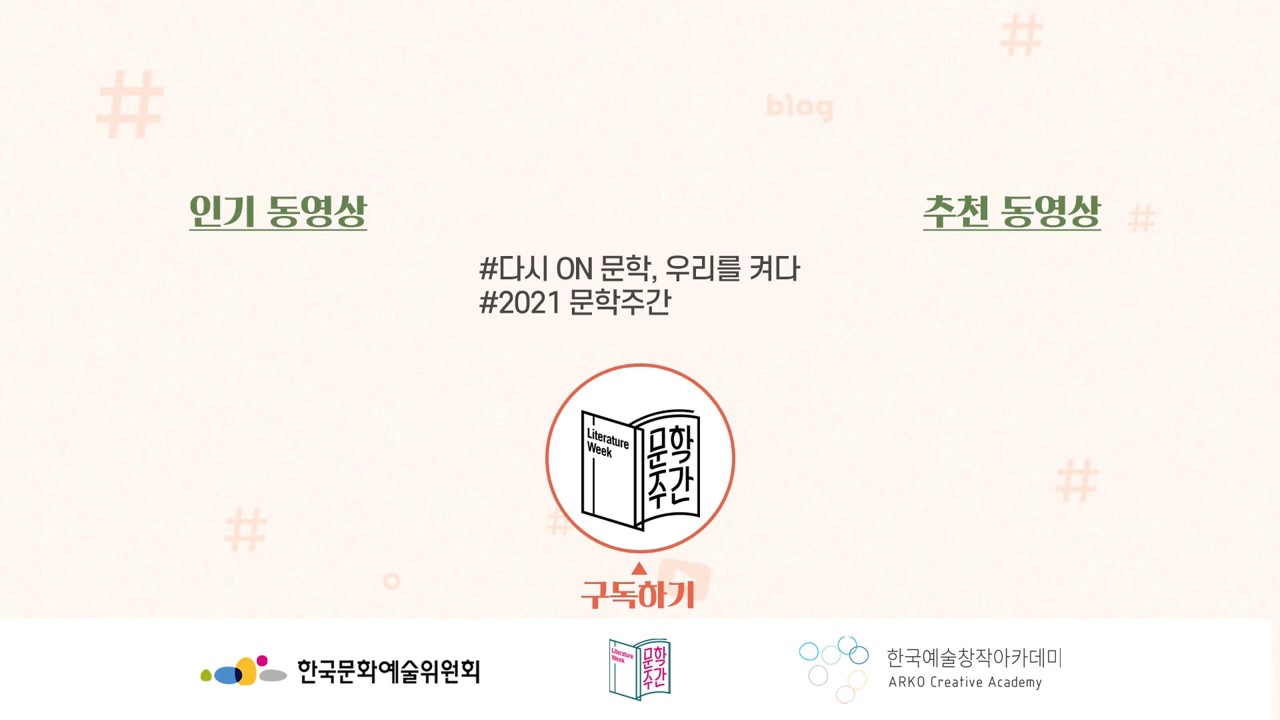 blog
인기 동영상
추천 동영상
#다시 ON 문학, 우리를 켜다
#2021 문학주간
Literature
Week
문학
주간
구독하기
한국문화예술위원회
Literature
Week
문학
주간
한국예술창작아카데미
ARKO Creative Academy